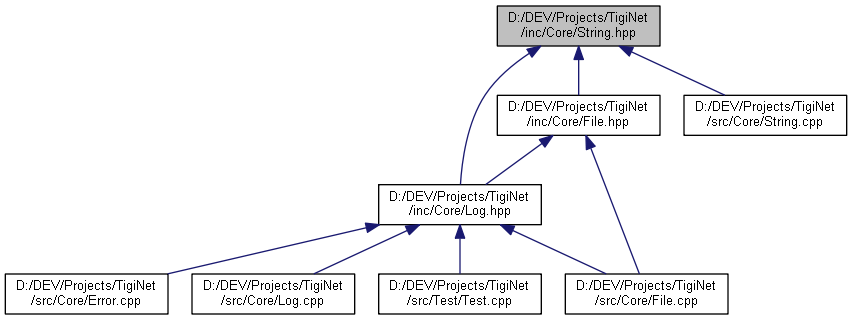 D:/DEV/Projects/TigiNet
/inc/Core/String.hpp
D:/DEV/Projects/TigiNet
/inc/Core/File.hpp
D:/DEV/Projects/TigiNet
/src/Core/String.cpp
D:/DEV/Projects/TigiNet
/inc/Core/Log.hpp
D:/DEV/Projects/TigiNet
/src/Core/Error.cpp
D:/DEV/Projects/TigiNet
/src/Core/Log.cpp
D:/DEV/Projects/TigiNet
/src/Test/Test.cpp
D:/DEV/Projects/TigiNet
/src/Core/File.cpp